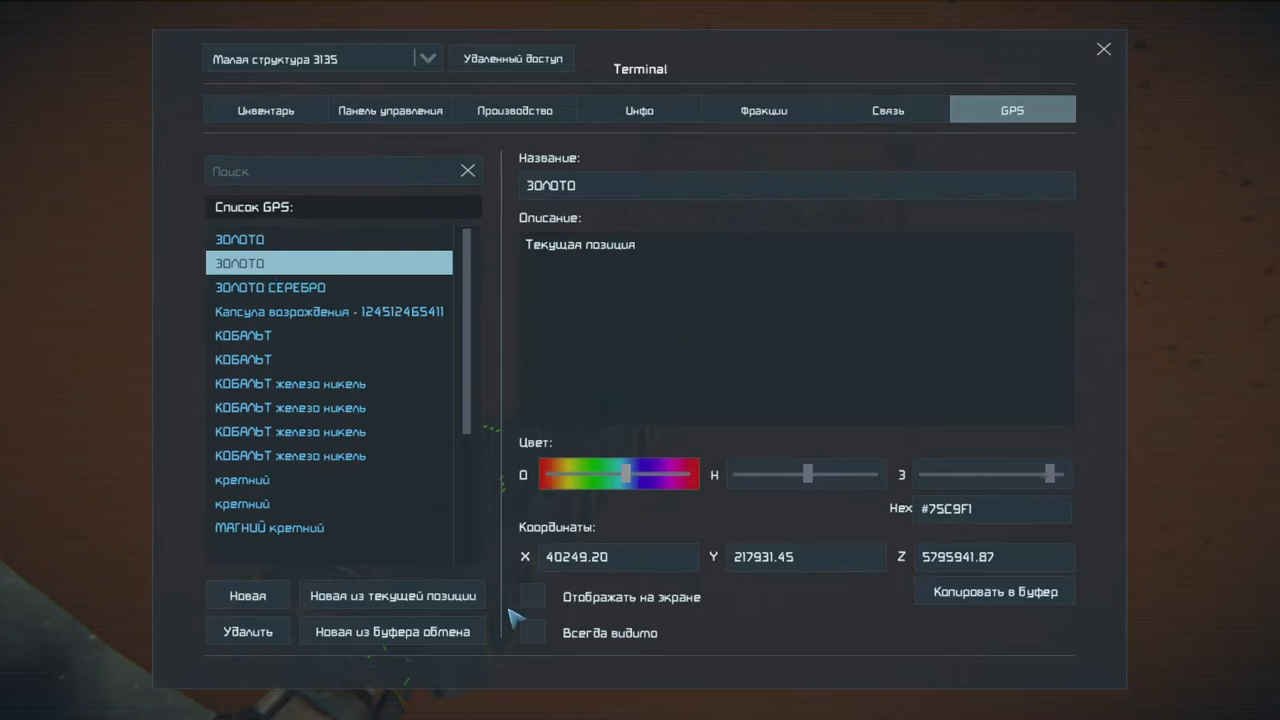 Малая структура 3135
Удаленный доступ
Terminal
Инвентарь
Панель управления
Производство
Инфо
Фракции
Связь
GPS
Поиск
Список GPS:
ЗОЛОТО
ЗОЛОТО
ЗОЛОТО СЕРЕБРО
Капсула возрождения - 124512465411
КОБАЛЬТ
КОБАЛЬТ
КОБАЛЬТ железо никель
КОБАЛЬТ железо никель
КОБАЛЬТ железо никель
КОБАЛЬТ железо никель
кремний
кремний
МАГНИЙ кремний
Новая
Новая из текущей позиции
Удалить
Новая из буфера обмена
Название:
ЗОЛОТО
Описание:
Текущая позиция
Цвет:
О
Н
З
Hex #75C9F1
Координаты:
X 40249.20
Y 217931.45
Z 5795941.87
Отображать на экране
Копировать в буфер
Всегда видимо